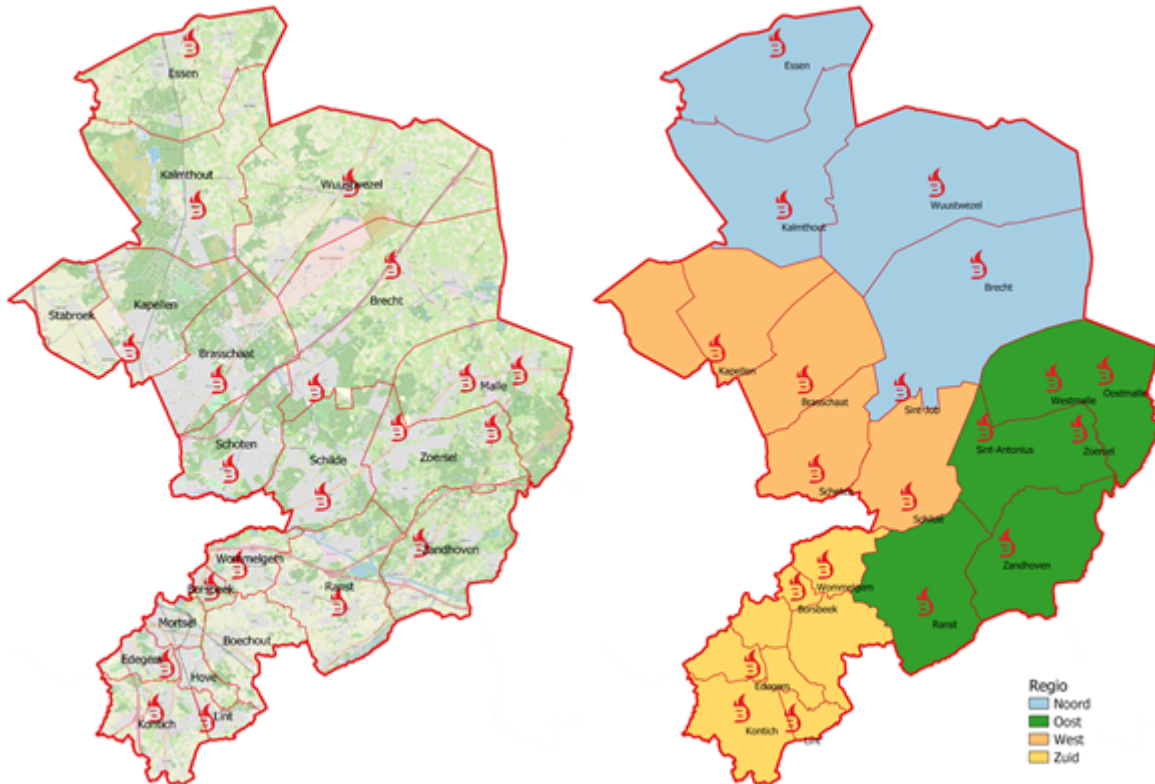 Essen
Kalmthout
Wuustwezel
Brecht
Stabroek
Kapellen
Brasschaat
Malle
Schoten
Schilde
Zoersel
Zandhoven
Wommelgem
Borsbeek
Ranst
Mortsel
Boechout
Edegem
Hove
Kontich
Lint
Essen
Wuustwezel
Kalmthout
Brecht
Kapellen
Brasschaat
Sint-Job
Westmalle
Oostmalle
Sint-Antonius
Zoersel
Schoten
Schilde
Zandhoven
Wommelgem
Borsbeek
Ranst
Edegem
Kontich
Lint
Regio
Noord
Oost
West
Zuid